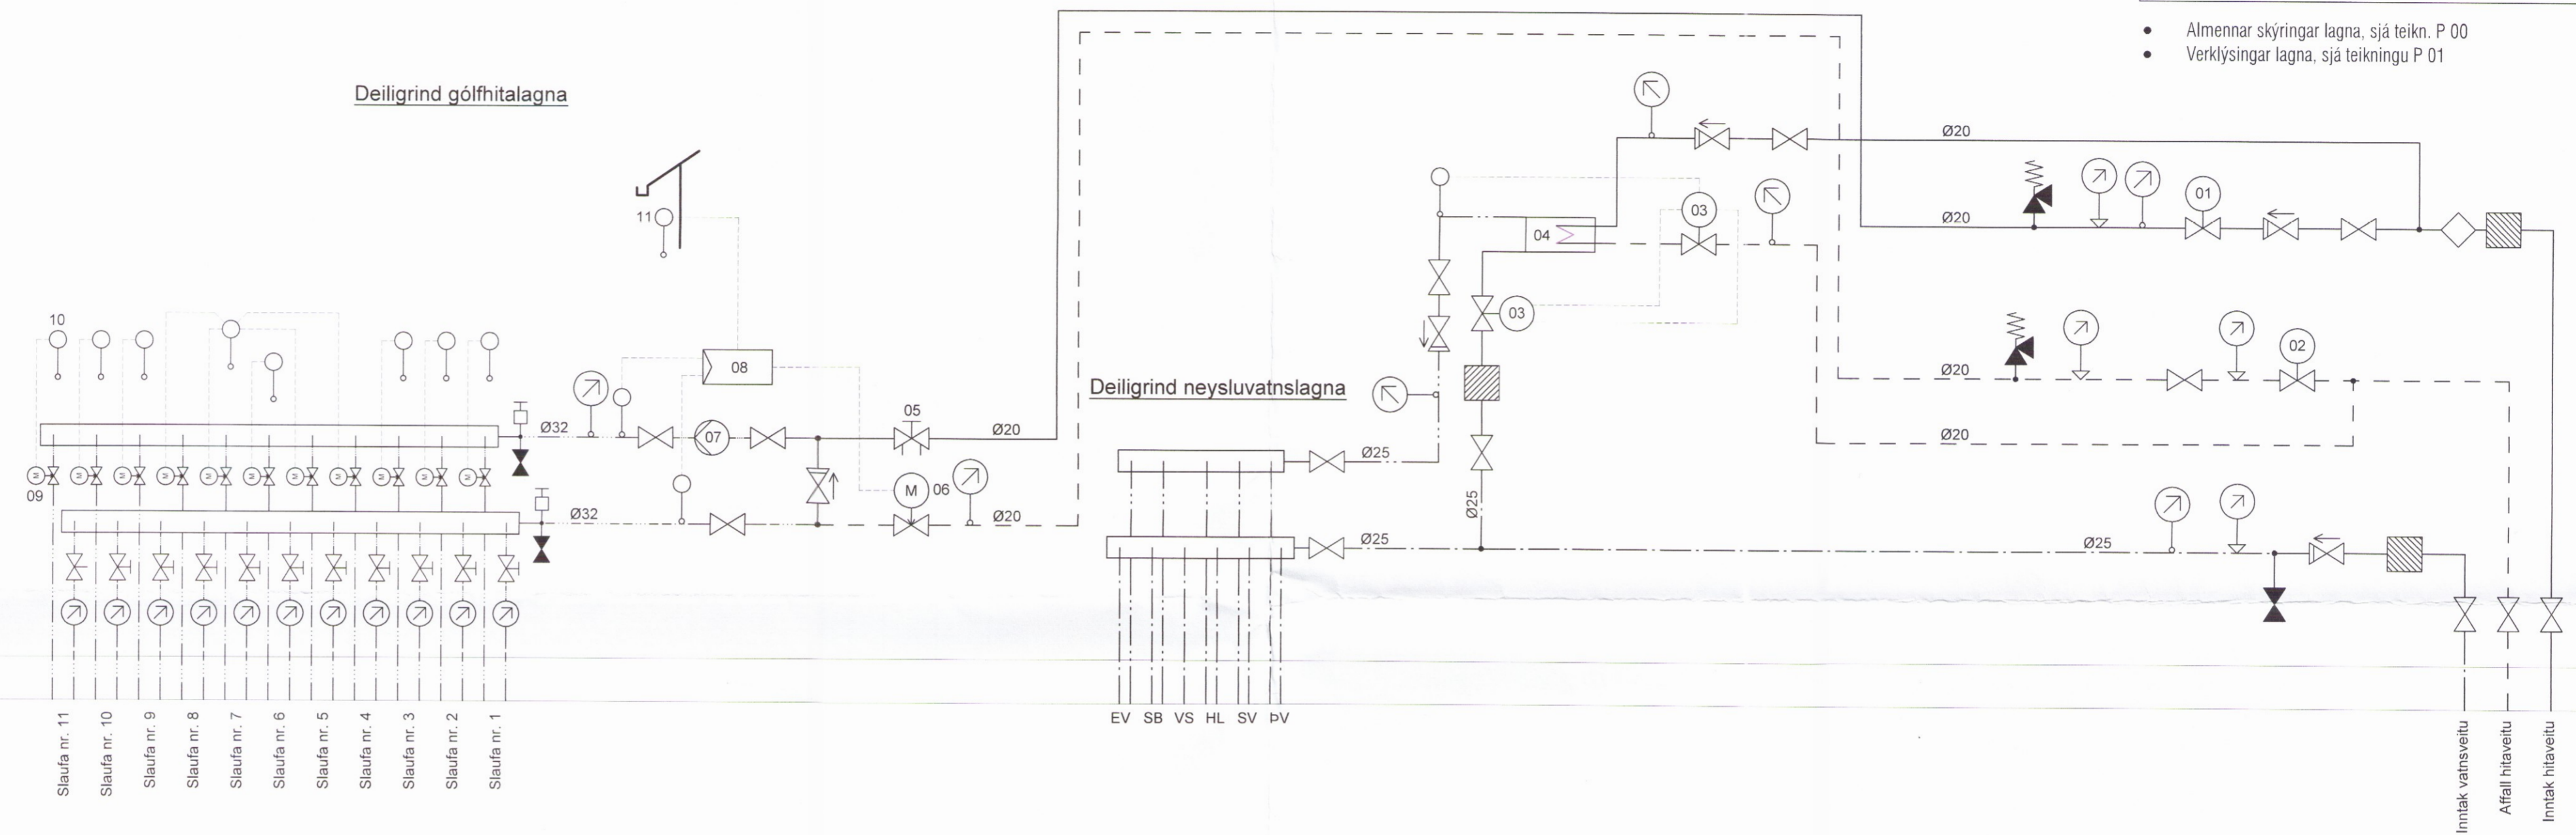 Almennar skýringar lagna, sjá teikn. P 00
Verklýsingar lagna, sjá teikningu P 01
Deiligrind gólfhitalagna
Ø20
01
Ø20
11
03
04
03
10
02
08
Ø20
Deiligrind neysluvatnslagna
05
Ø32
07
Ø20
Ø20
Ø25
M M M M M M M M M M M
09
M 06
Ø32
Ø20
Ø25
Ø25
Ø25
EV SB VS HL SV ÞV
Slaufa nr. 11
Slaufa nr. 10
Slaufa nr. 9
Slaufa nr. 8
Slaufa nr. 7
Slaufa nr. 6
Slaufa nr. 5
Slaufa nr. 4
Slaufa nr. 3
Slaufa nr. 2
Slaufa nr. 1
Inntak vatnsveitu
Affall hitaveitu
Inntak hitaveitu